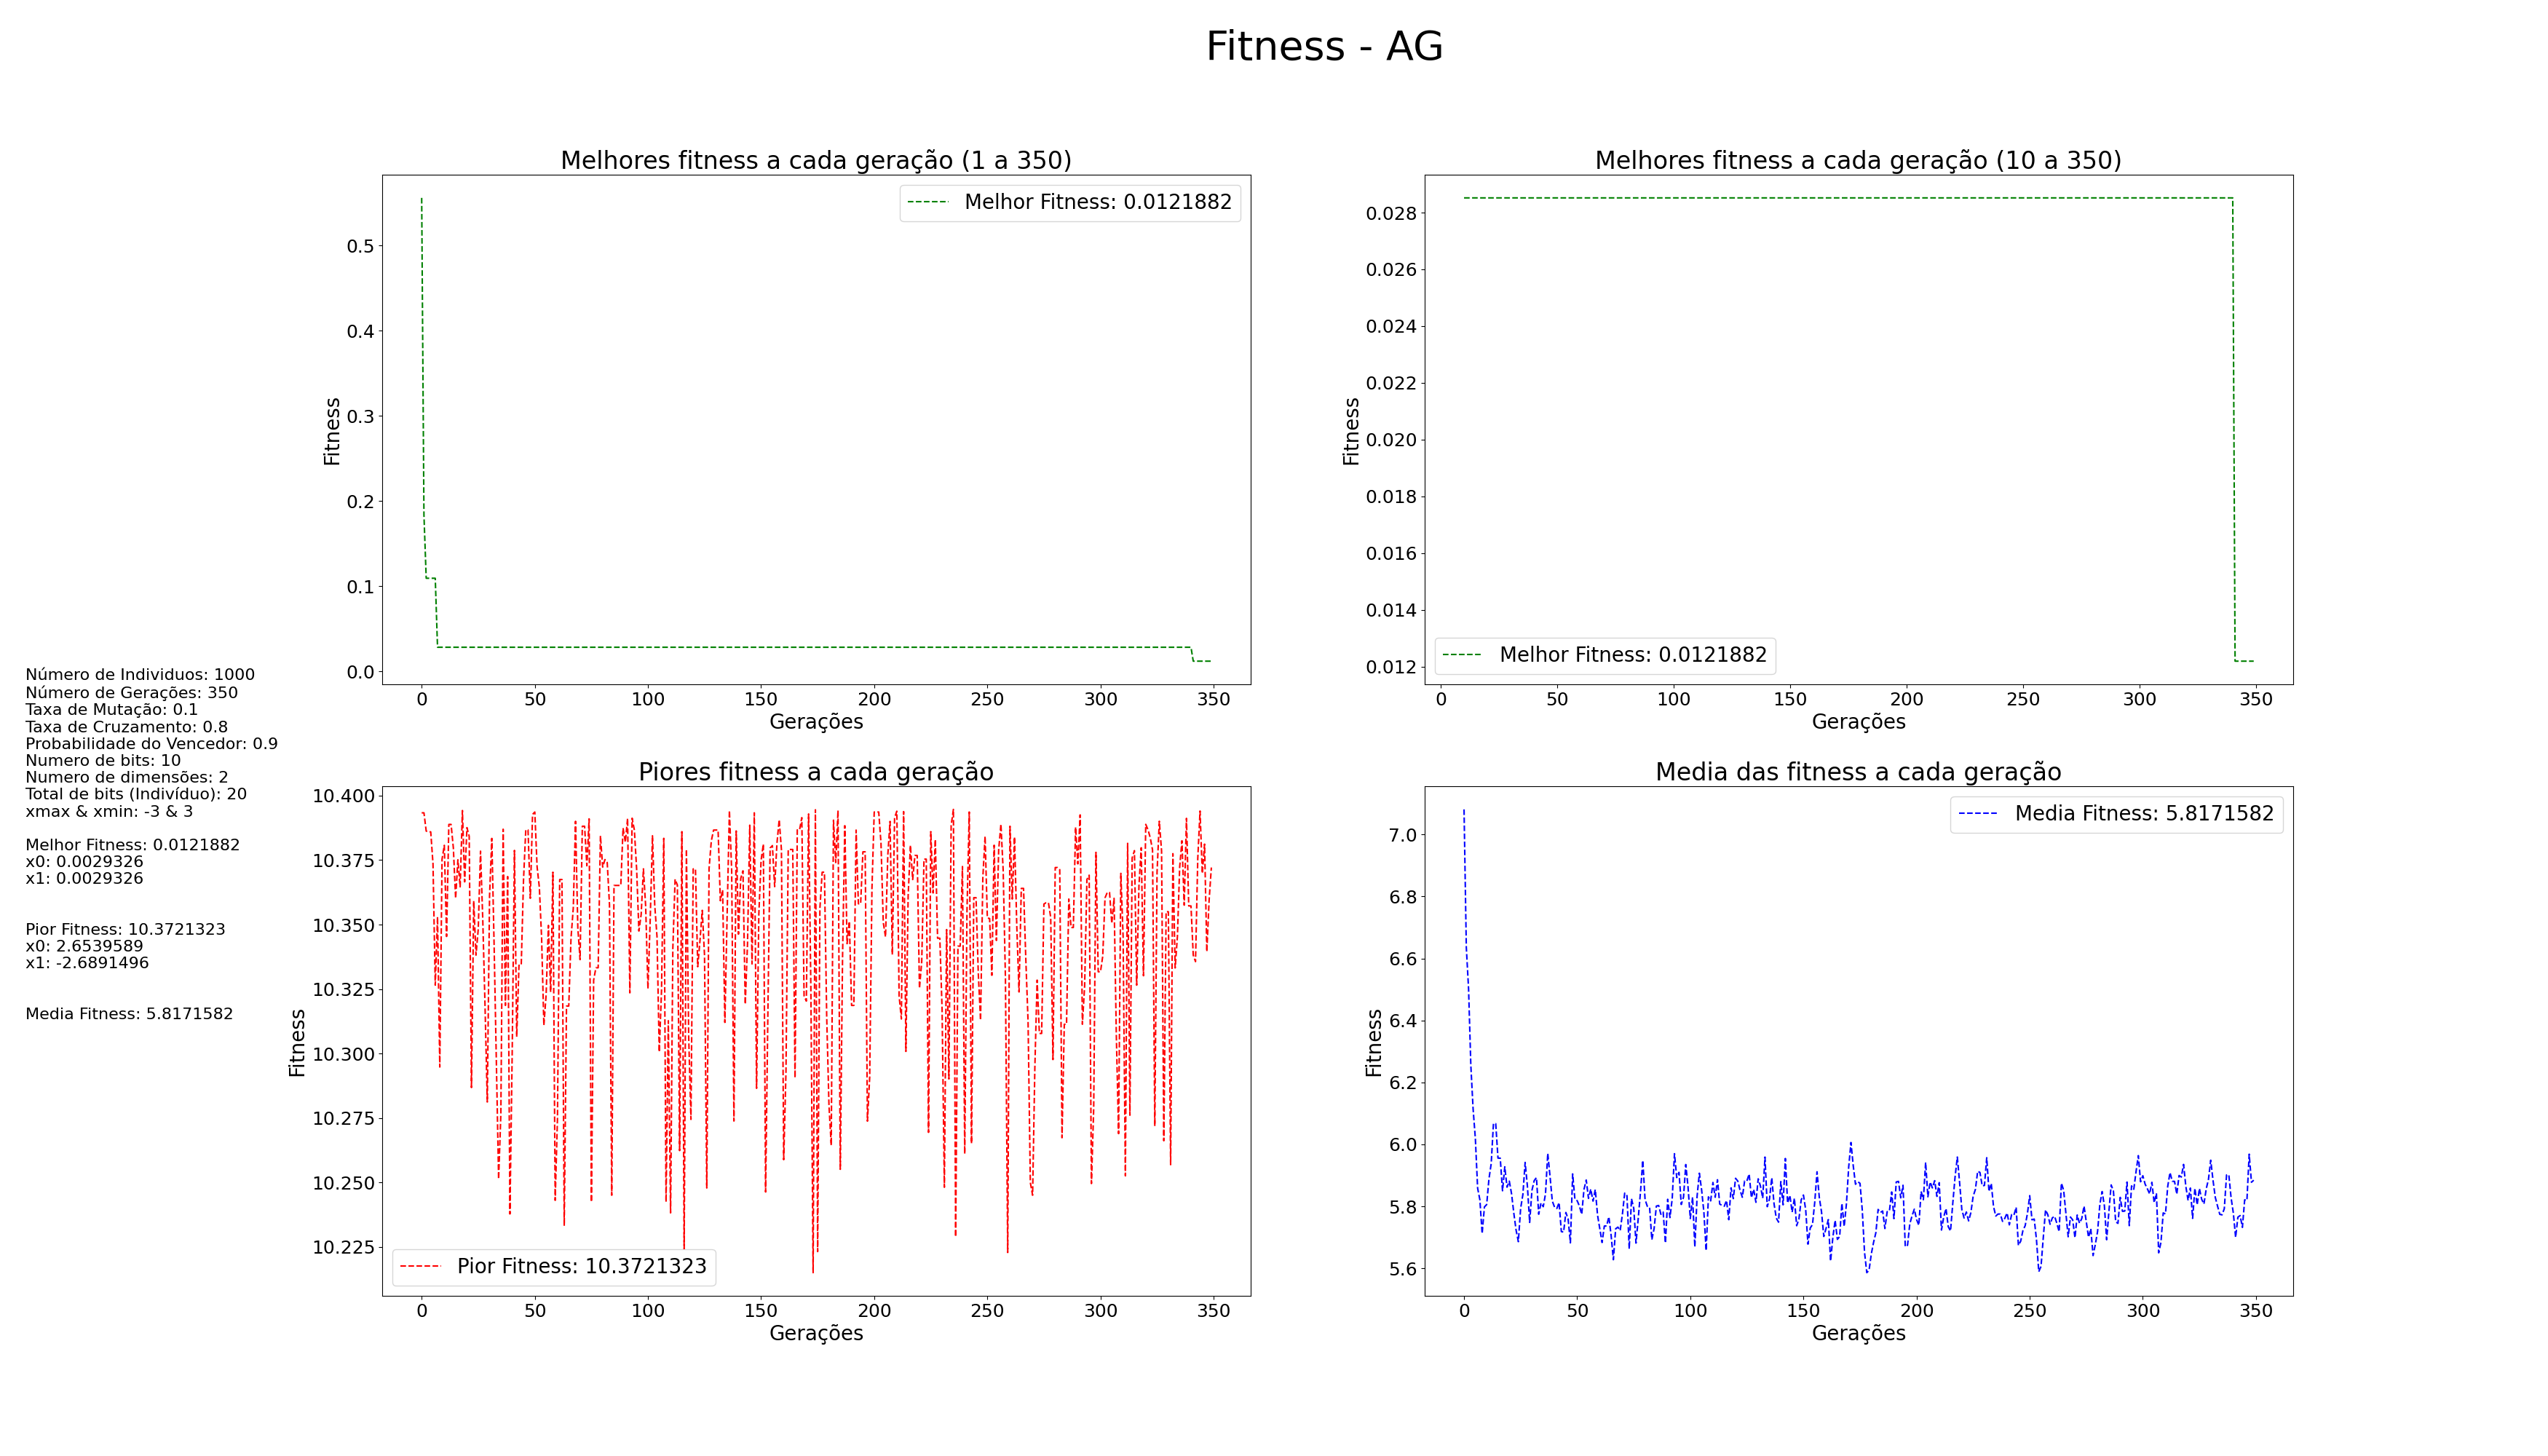 Fitness - AG
Melhores fitness a cada geração (1 a 350)
Melhor Fitness: 0.0121882
0.5
0.4
0.3
0.2
0.1
0.0
Fitness
0 50 100 150 200 250 300 350
Gerações
Melhores fitness a cada geração (10 a 350)
0.028
0.026
0.024
0.022
0.020
0.018
0.016
0.014
0.012
Fitness
Melhor Fitness: 0.0121882
0 50 100 150 200 250 300 350
Gerações
Número de Individuos: 1000
Número de Gerações: 350
Taxa de Mutação: 0.1
Taxa de Cruzamento: 0.8
Probabilidade do Vencedor: 0.9
Numero de bits: 10
Numero de dimensões: 2
Total de bits (Indivíduo): 20
xmax & xmin: -3 & 3
Melhor Fitness: 0.0121882
x0: 0.0029326
x1: 0.0029326
Pior Fitness: 10.3721323
x0: 2.6539589
x1: -2.6891496
Media Fitness: 5.8171582
Piores fitness a cada geração
10.400
10.375
10.350
10.325
10.300
10.275
10.250
10.225
Fitness
Pior Fitness: 10.3721323
0 50 100 150 200 250 300 350
Gerações
Media das fitness a cada geração
Media Fitness: 5.8171582
7.0
6.8
6.6
6.4
6.2
6.0
5.8
5.6
Fitness
0 50 100 150 200 250 300 350
Gerações